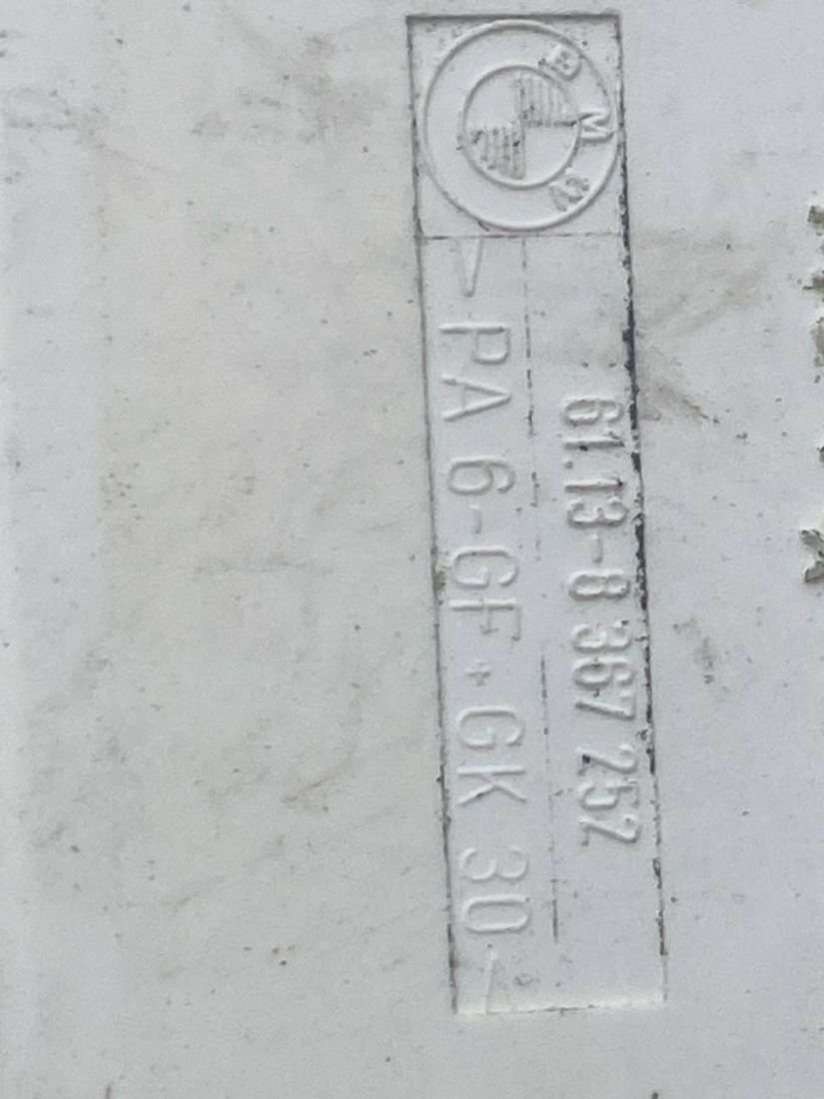 BMW
61.13-8 367 252
>PA 6-GF+GK 30<